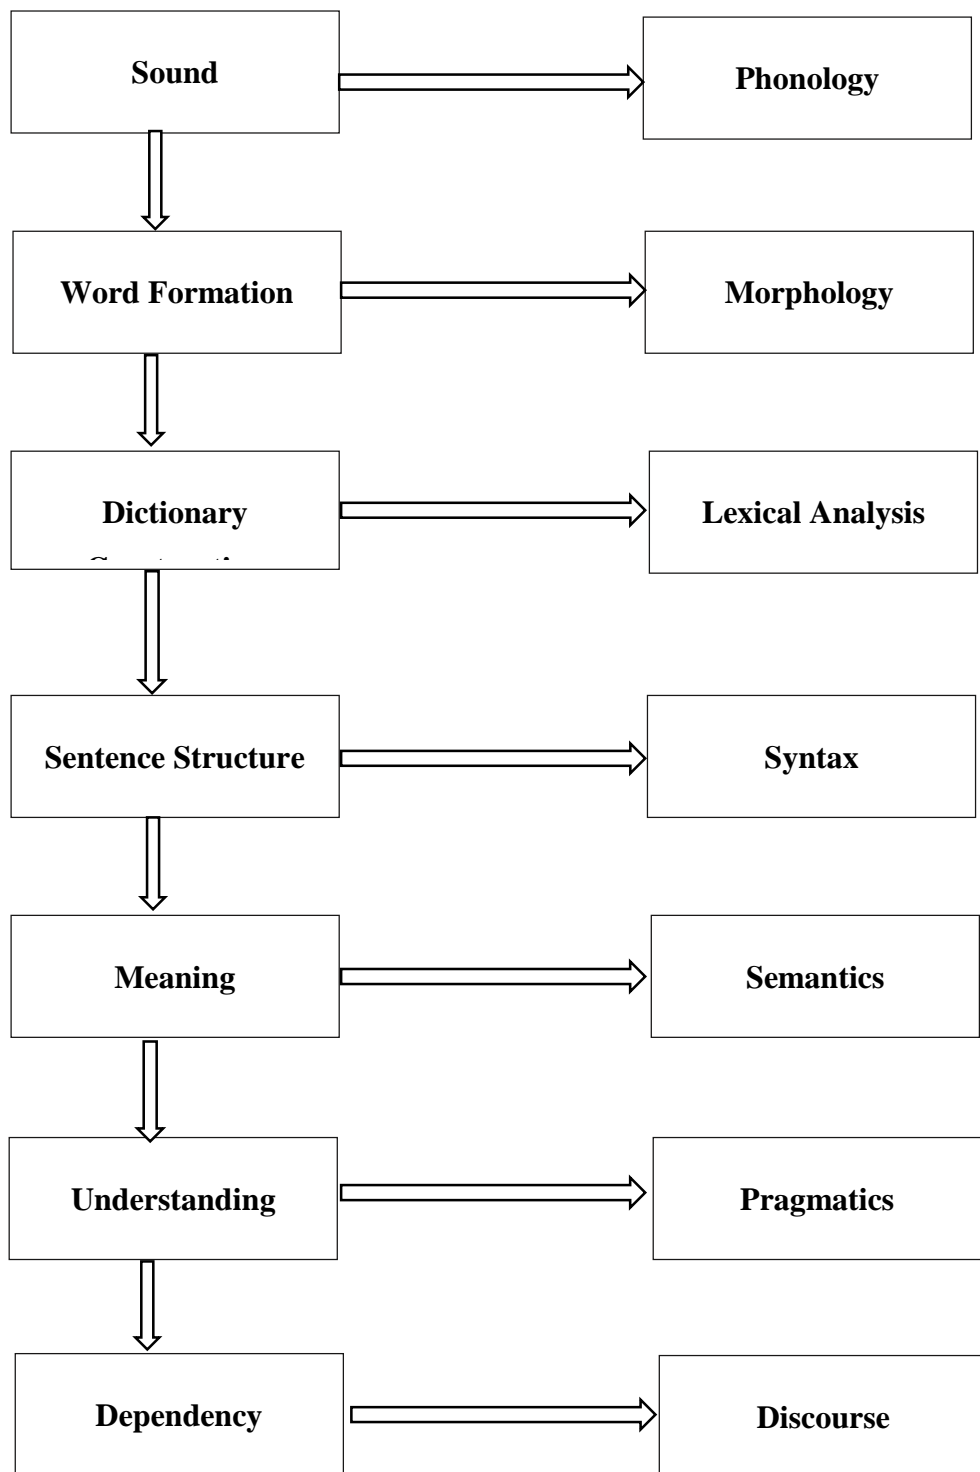 Sound
Phonology
Word Formation
Morphology
Dictionary
Lexical Analysis
Sentence Structure
Syntax
Meaning
Semantics
Understanding
Pragmatics
Dependency
Discourse